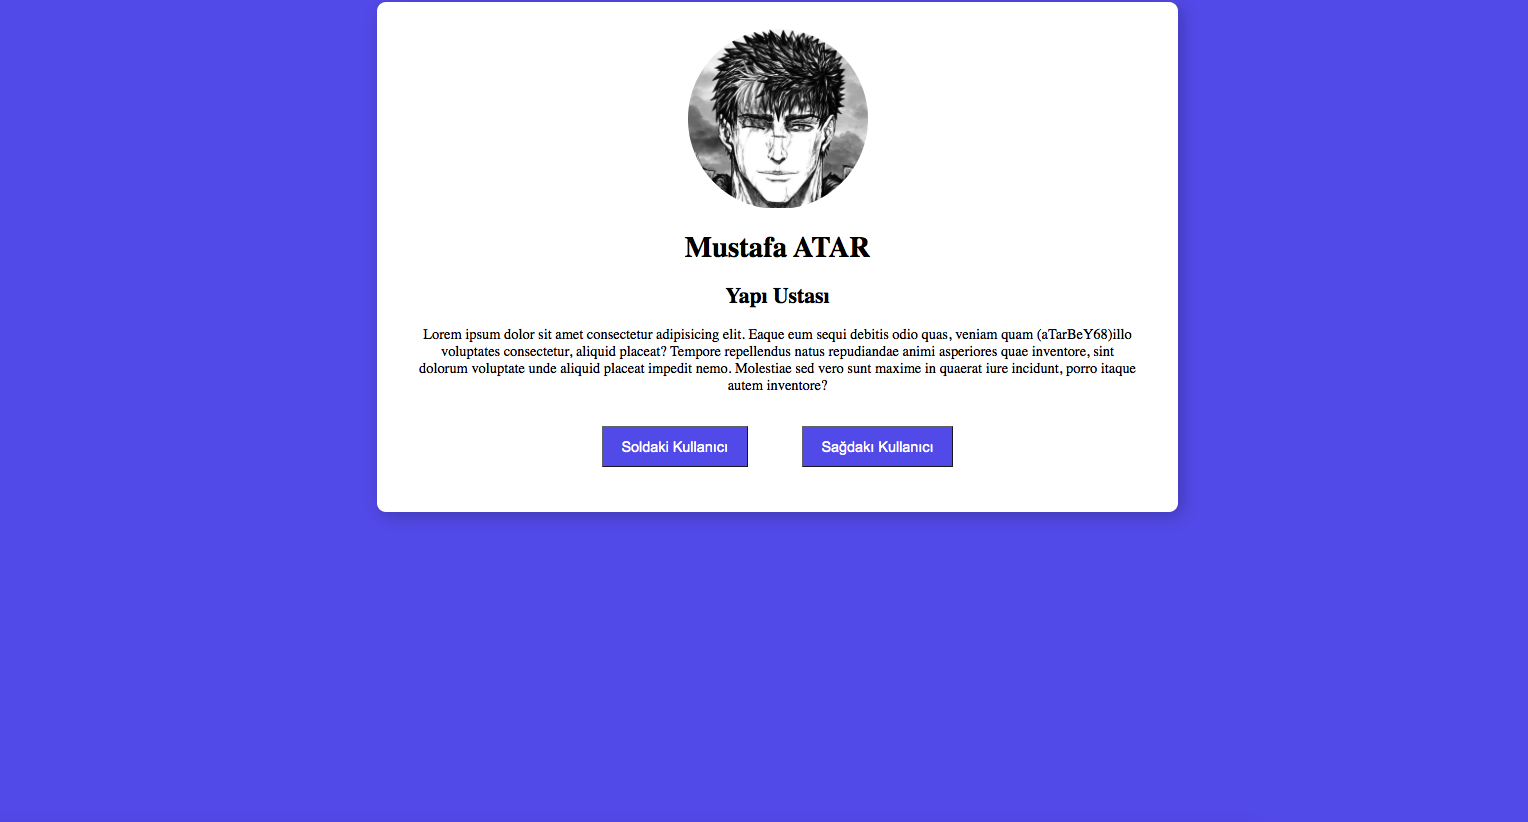 Mustafa ATAR
Yapı Ustası
Lorem ipsum dolor sit amet consectetur adipisicing elit. Eaque eum sequi debitis odio quas, veniam quam (aTarBeY68)illo
voluptates consectetur, aliquid placeat? Tempore repellendus natus repudiandae animi asperiores quae inventore, sint
dolorum voluptate unde aliquid placeat impedit nemo. Molestiae sed vero sunt maxime in quaerat iure incidunt, porro itaque
autem inventore?
Soldaki Kullanıcı
Sağdakı Kullanıcı